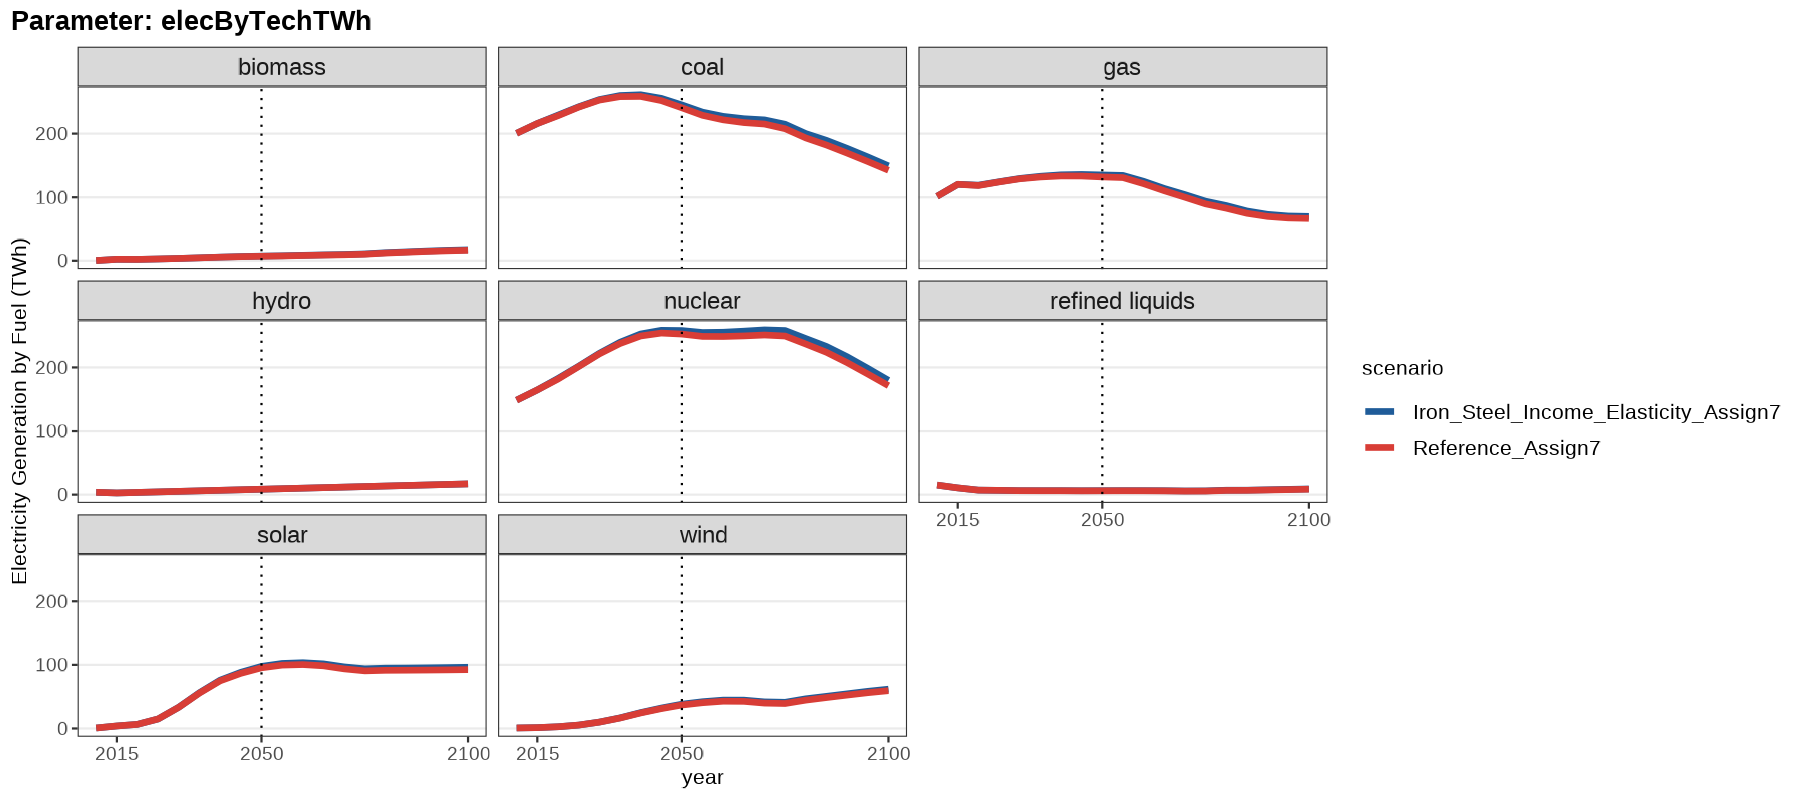 Parameter: elecByTechTWh
biomass
coal
gas
200
100
0
hydro
nuclear
refined liquids
200
100
0
2015 2050 2100
solar
wind
200
100
0
2015 2050 2100
2015 2050 2100
year
Electricity Generation by Fuel (TWh)
scenario
Iron_Steel_Income_Elasticity_Assign7
Reference_Assign7